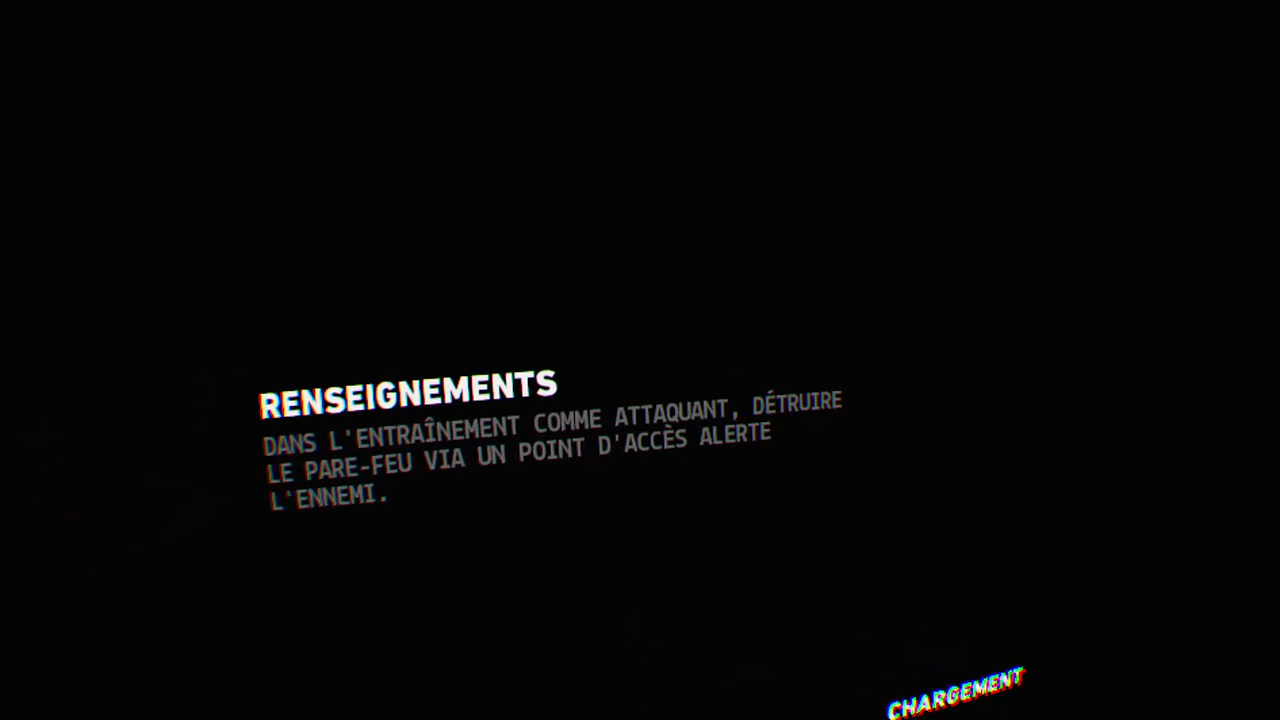 RENSEIGNEMENTS
DANS L'ENTRAÎNEMENT COMME ATTAQUANT, DÉTRUIRE
LE PARE-FEU VIA UN POINT D'ACCÈS ALERTE
L'ENNEMI.
CHARGEMENT